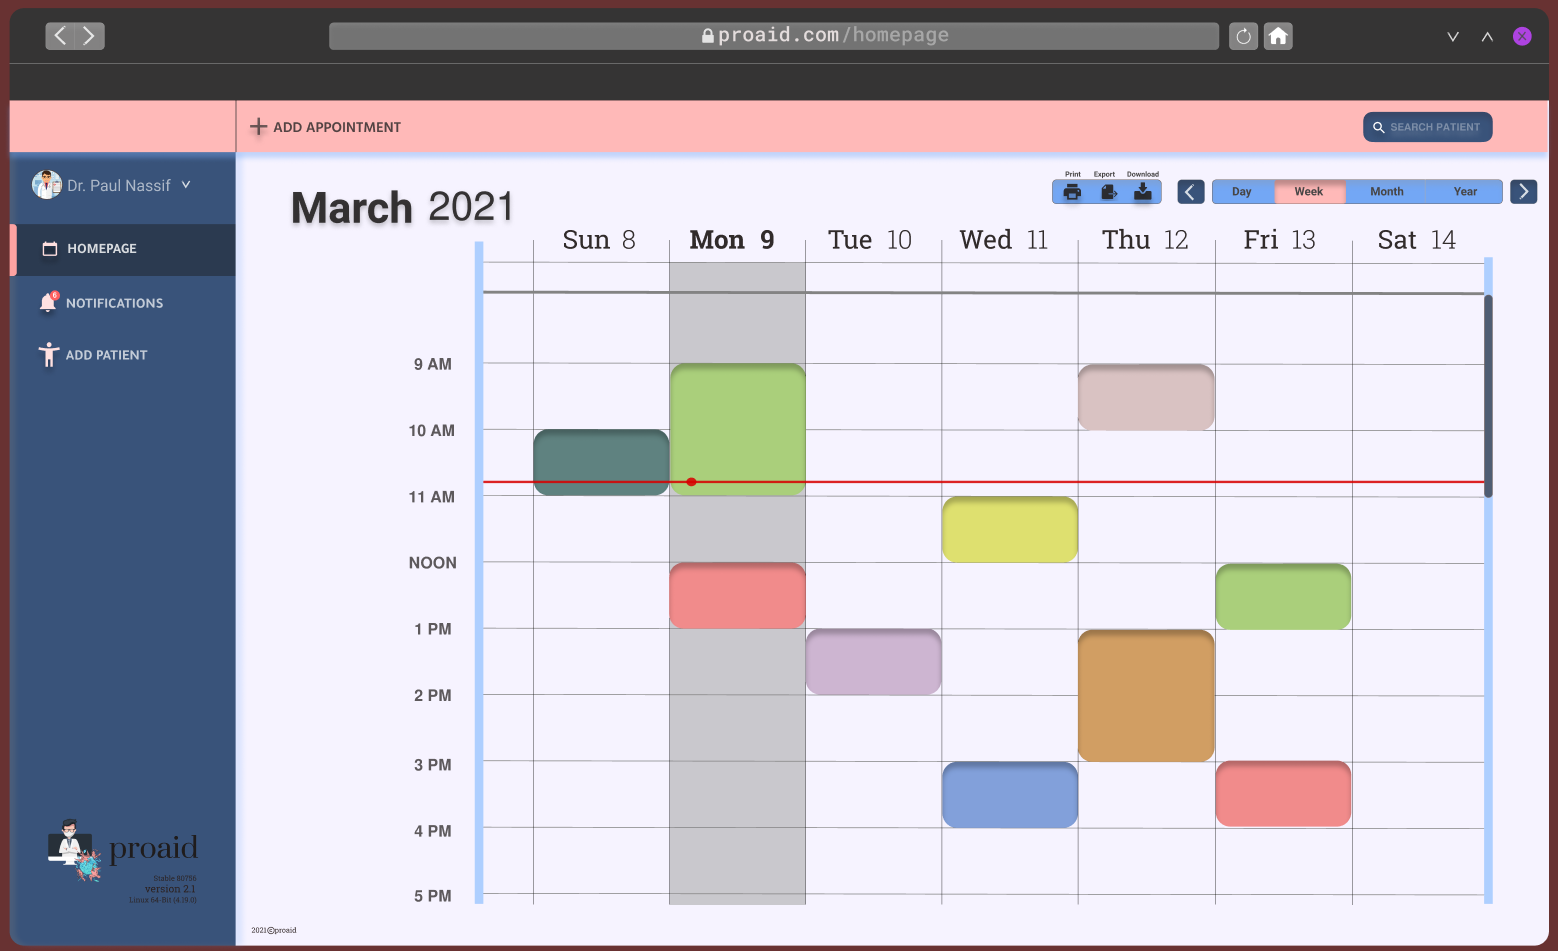 proaid.com/homepage
ADD APPOINTMENT
SEARCH PATIENT
Dr. Paul Nassif
HOMEPAGE
6
NOTIFICATIONS
ADD PATIENT
March 2021
Print Export Download
Day Week Month Year
Sun 8 Mon 9 Tue 10 Wed 11 Thu 12 Fri 13 Sat 14
9 AM
10 AM
11 AM
NOON
1 PM
2 PM
3 PM
4 PM
5 PM
proaid
Stable 80756
version 2.1
Linux 64-Bit (4.19.0)
2021©proaid